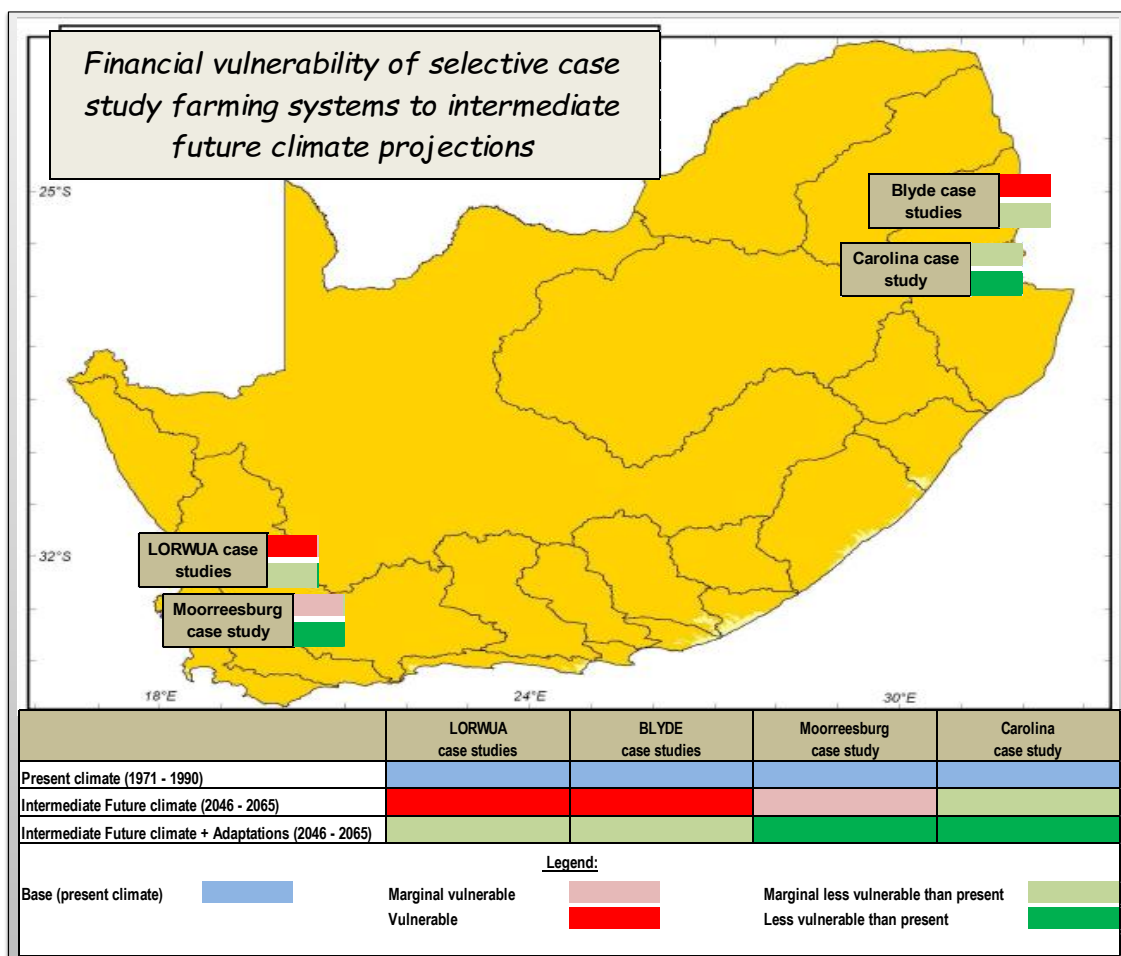 Financial vulnerability of selective case
study farming systems to intermediate
future climate projections
25°S
Blyde case
studies
Carolina case
study
LORWUA case
studies
32°S
Moorreesburg
case study
18°E
24°E
30°E
LORWUA
case studies
BLYDE
case studies
Moorreesburg
case study
Carolina
case study
Present climate (1971 - 1990)
Intermediate Future climate (2046 - 2065)
Intermediate Future climate + Adaptations (2046 - 2065)
Legend:
Base (present climate)
Marginal vulnerable
Marginal less vulnerable than present
Vulnerable
Less vulnerable than present